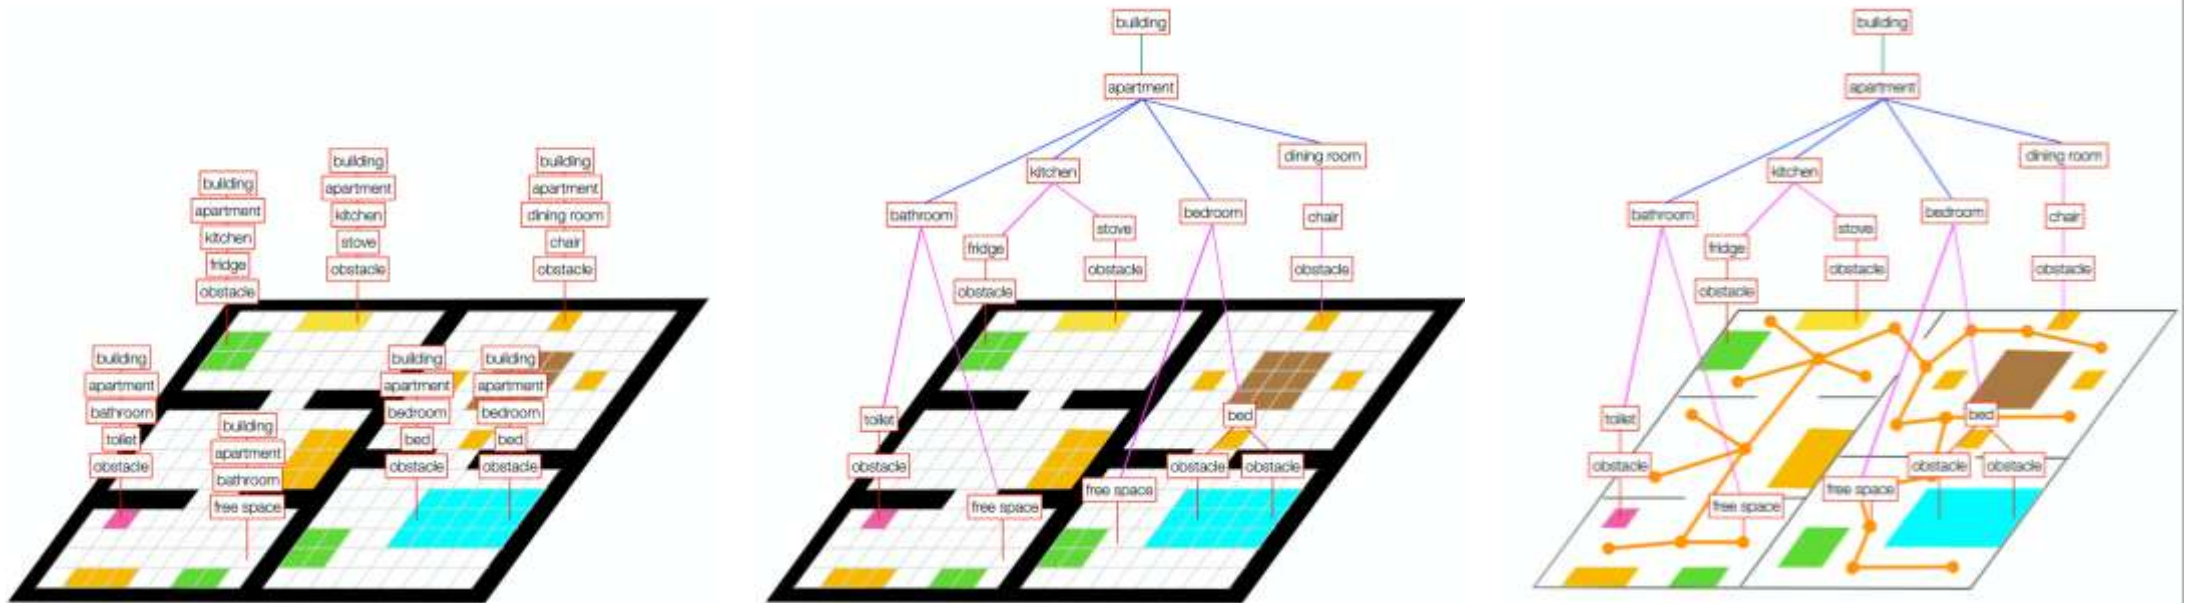 building
apartment
kitchen
fridge
obstacle
building
apartment
kitchen
stove
obstacle
building
apartment
dining room
chair
obstacle
building
apartment
bathroom
toilet
obstacle
building
apartment
bathroom
free space
building
apartment
bedroom
bed
obstacle
building
apartment
bedroom
bed
obstacle
building
apartment
kitchen
dining room
bathroom
bedroom
chair
fridge
stove
obstacle
obstacle
obstacle
toilet
bed
obstacle
obstacle
obstacle
free space
free space
building
apartment
kitchen
dining room
bathroom
bedroom
chair
fridge
stove
obstacle
obstacle
obstacle
toilet
bed
obstacle
obstacle
obstacle
free space
free space